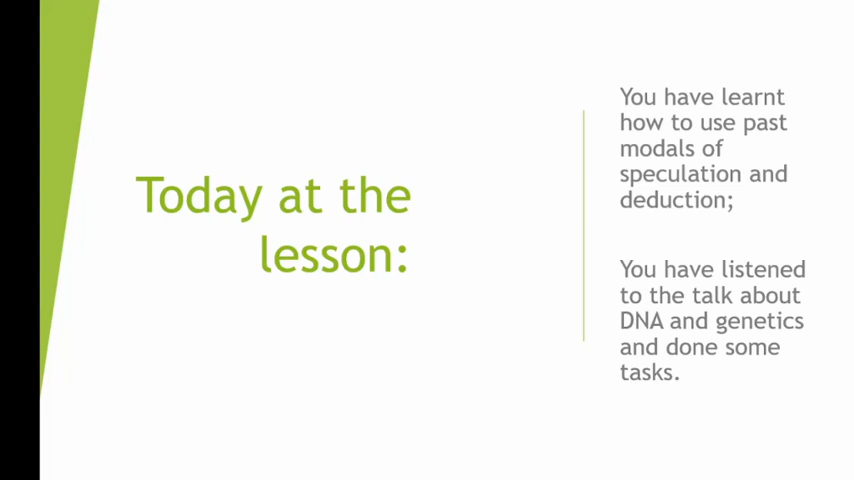 Today at the
lesson:
You have learnt
how to use past
modals of
speculation and
deduction;
You have listened
to the talk about
DNA and genetics
and done some
tasks.